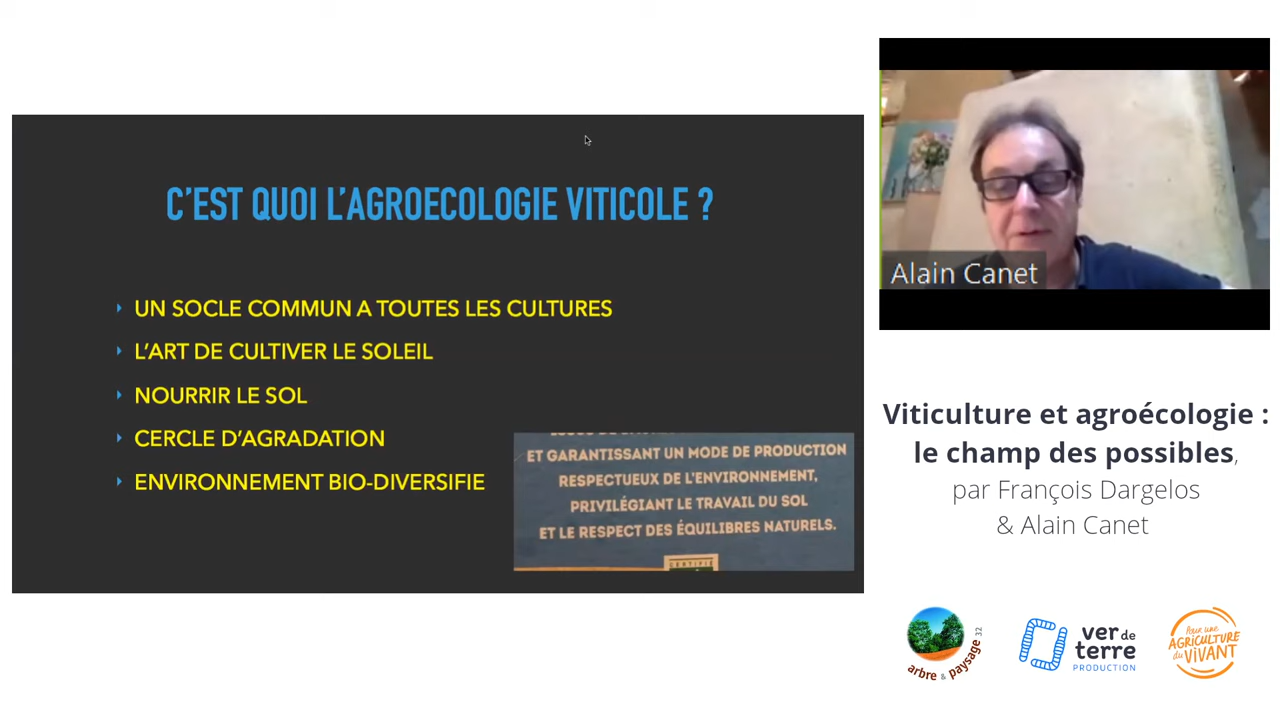 C'EST QUOI L'AGROECOLOGIE VITICOLE ?
UN SOCLE COMMUN A TOUTES LES CULTURES
L'ART DE CULTIVER LE SOLEIL
NOURRIR LE SOL
CERCLE D'AGRADATION
ENVIRONNEMENT BIO-DIVERSIFIE
ET GARANTISSANT UN MODE DE PRODUCTION
RESPECTUEUX DE L'ENVIRONNEMENT,
PRIVILÉGIANT LE TRAVAIL DU SOL
ET LE RESPECT DES ÉQUILIBRES NATURELS.
Alain Canet
Viticulture et agroécologie :
le champ des possibles,
par François Dargelos
& Alain Canet
arbre & paysage 32
ver de
terre
PRODUCTION
Pour une
AGRICULTURE
du ViVANT